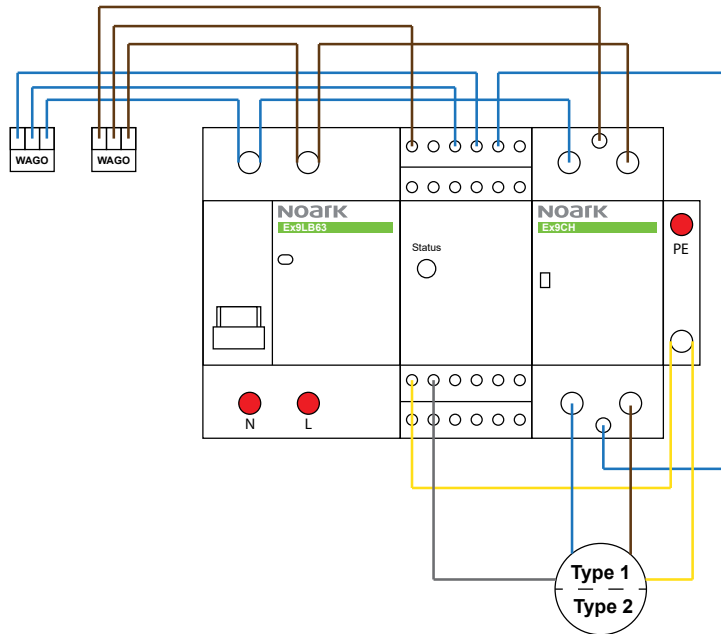 WAGO
WAGO
NOARK
Ex9LB63
Status
NOARK
Ex9CH
PE
N
L
Type 1
Type 2